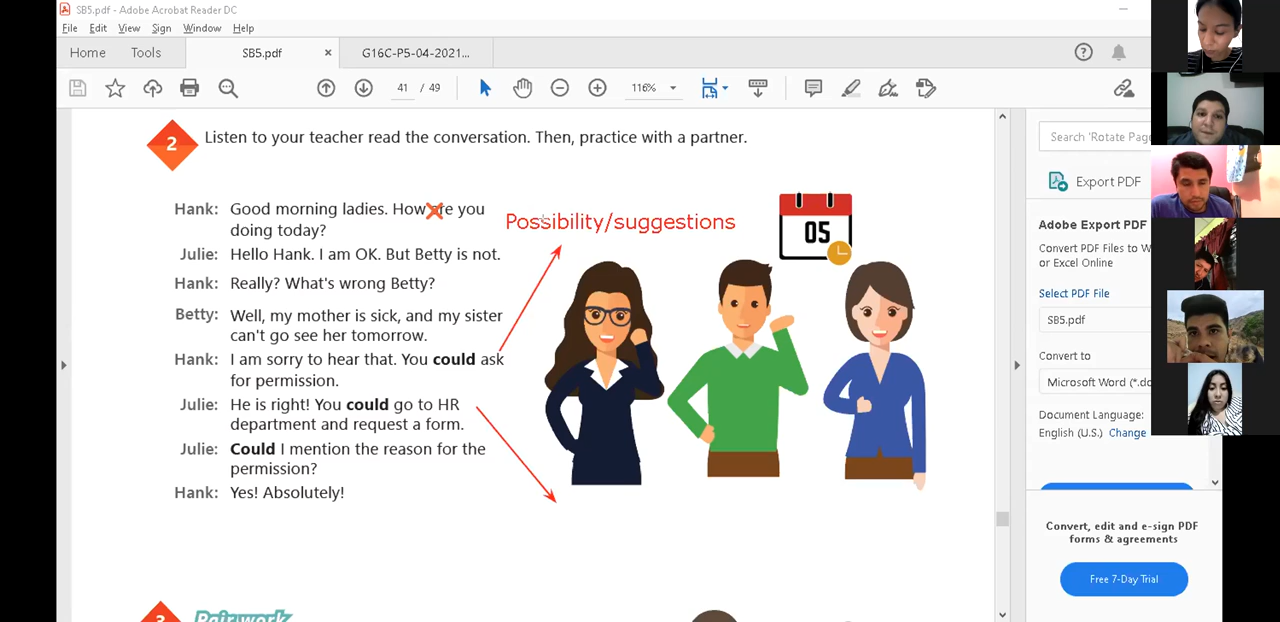 SB5.pdf - Adobe Acrobat Reader DC
File Edit View Sign Window Help
Home Tools SB5.pdf × G16C-P5-04-2021...
41 / 49 116%
2 Listen to your teacher read the conversation. Then, practice with a partner.
Hank: Good morning ladies. How are you
doing today?
Julie: Hello Hank. I am OK. But Betty is not.
Hank: Really? What's wrong Betty?
Betty: Well, my mother is sick, and my sister
can't go see her tomorrow.
Hank: I am sorry to hear that. You could ask
for permission.
Julie: He is right! You could go to HR
department and request a form.
Julie: Could I mention the reason for the
permission?
Hank: Yes! Absolutely!
Possibility/suggestions
05
3 Pair work
Search 'Rotate Pag
Export PDF
Adobe Export PDF
Convert PDF Files to W
or Excel Online
Select PDF File
SB5.pdf
Convert to
Microsoft Word (*.do
Document Language:
English (U.S.) Change
Convert, edit and e-sign PDF
forms & agreements
Free 7-Day Trial